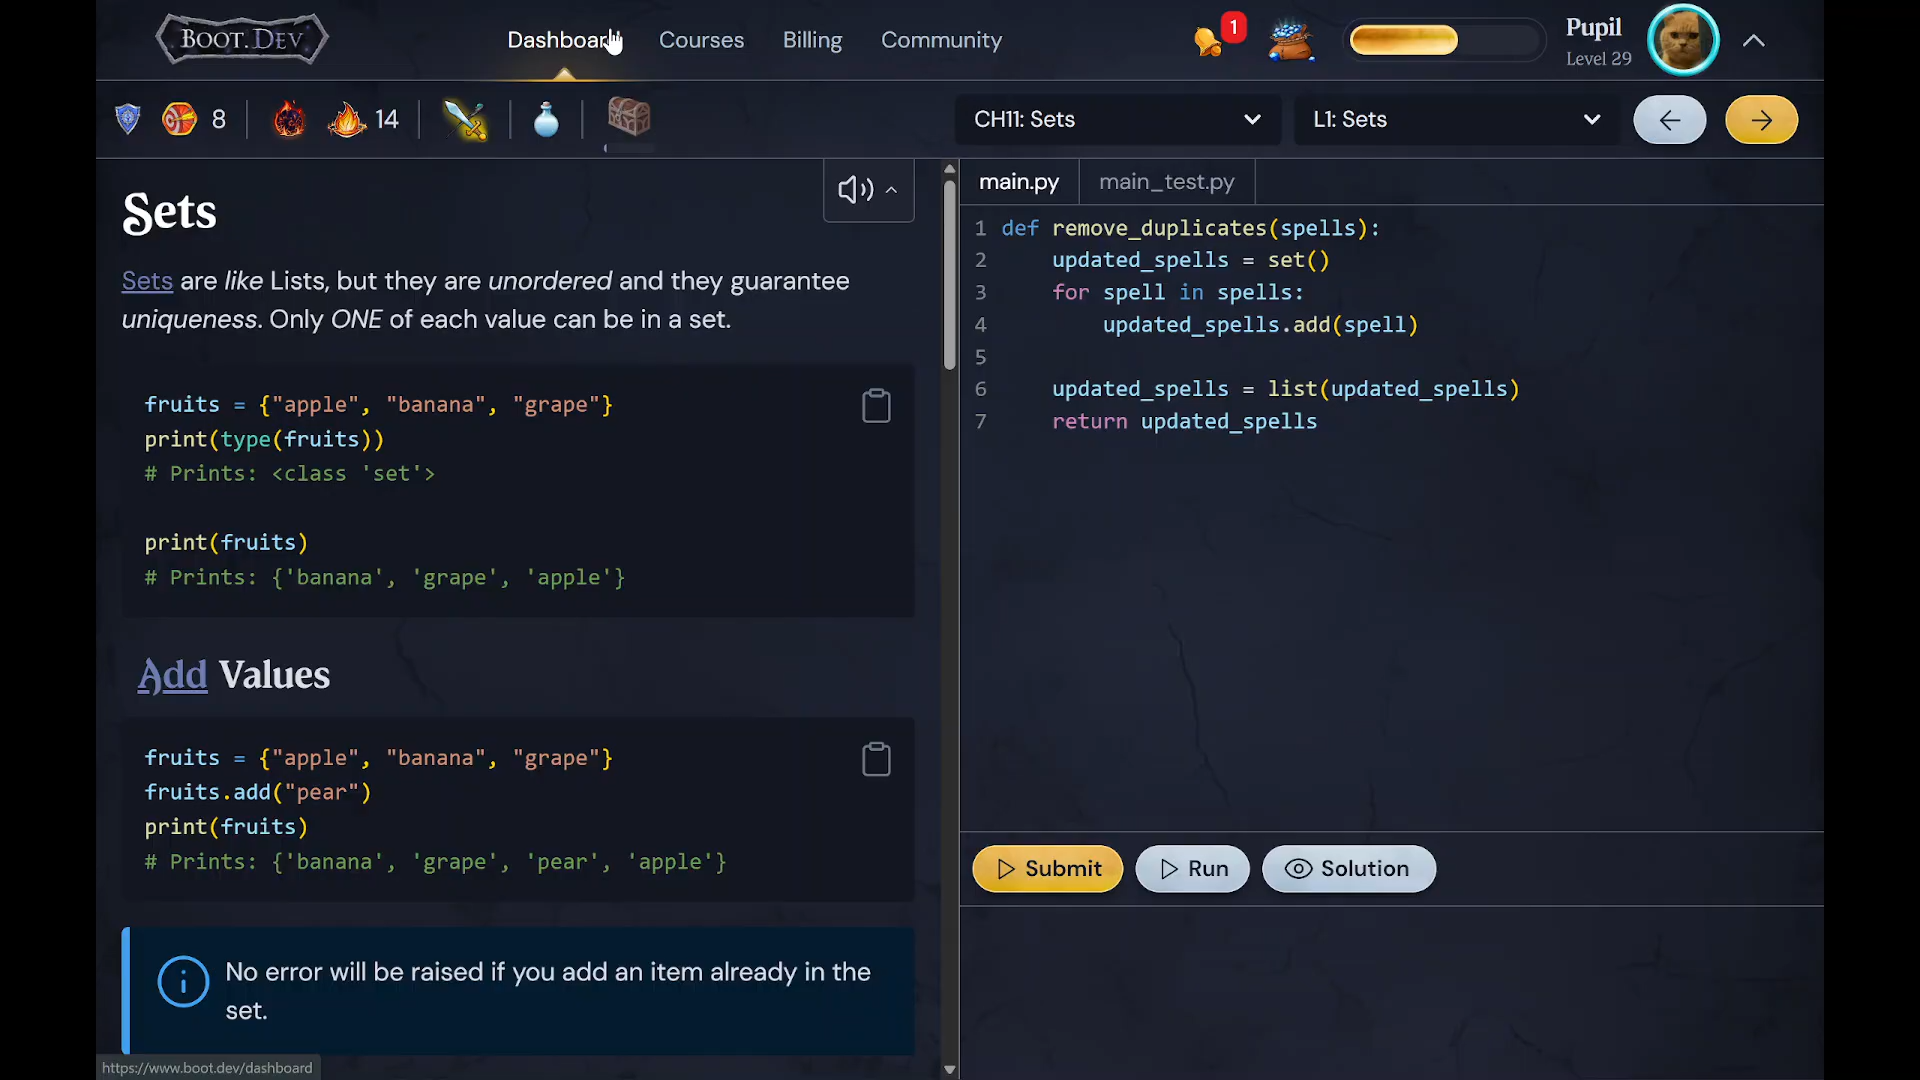 BOOT.DEV
Dashboard
Courses
Billing
Community
1
Pupil
Level 29
8
14
CH11: Sets
L1: Sets
Sets
Sets are like Lists, but they are unordered and they guarantee
uniqueness. Only ONE of each value can be in a set.
fruits = {"apple", "banana", "grape"}
print(type(fruits))
# Prints: <class 'set'>
print(fruits)
# Prints: {'banana', 'grape', 'apple'}
Add Values
fruits = {"apple", "banana", "grape"}
fruits.add("pear")
print(fruits)
# Prints: {'banana', 'grape', 'pear', 'apple'}
No error will be raised if you add an item already in the
set.
https://www.boot.dev/dashboard
main.py
main_test.py
1 def remove_duplicates(spells):
2     updated_spells = set()
3     for spell in spells:
4         updated_spells.add(spell)
5
6     updated_spells = list(updated_spells)
7     return updated_spells
Submit
Run
Solution